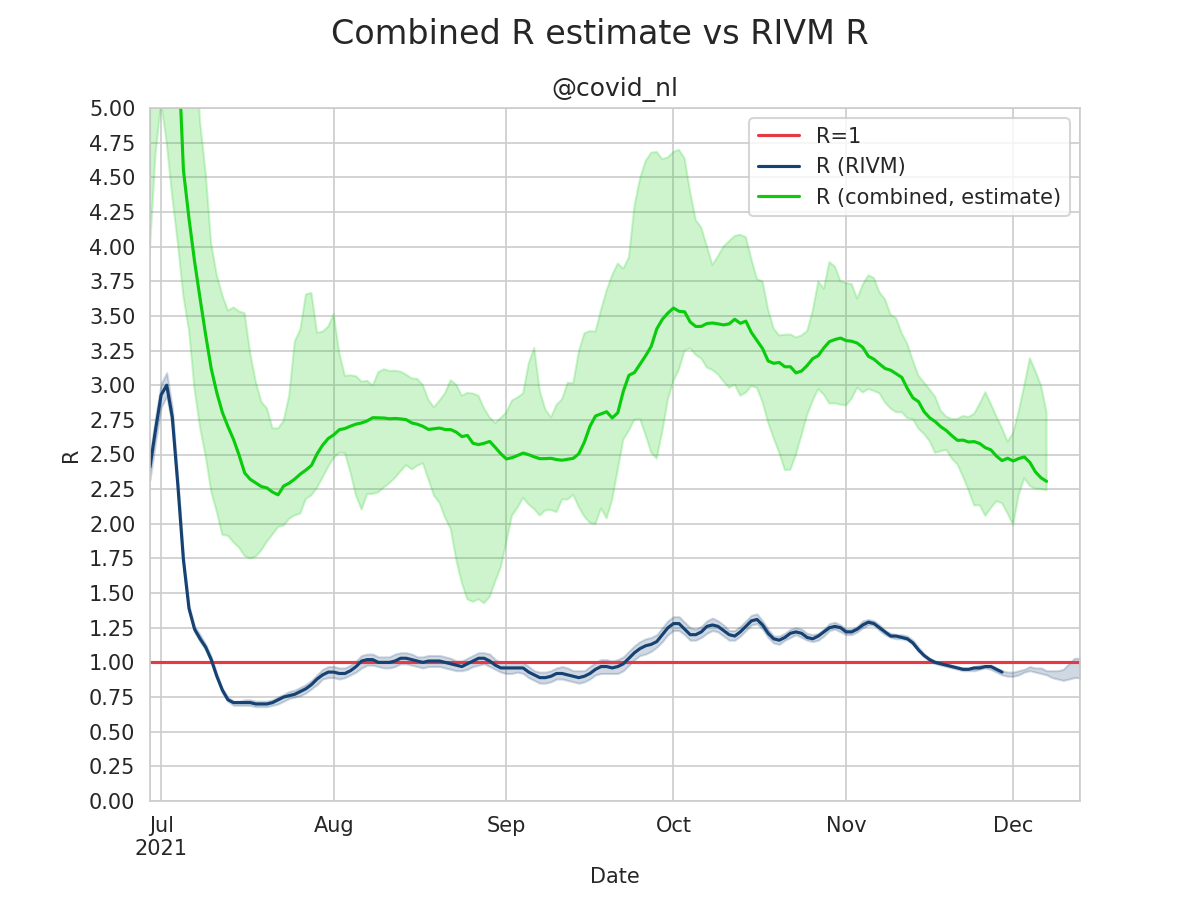 Combined R estimate vs RIVM R
@covid_nl
R=1
R (RIVM)
R (combined, estimate)
5.00
4.75
4.50
4.25
4.00
3.75
3.50
3.25
3.00
2.75
2.50
2.25
2.00
1.75
1.50
1.25
1.00
0.75
0.50
0.25
0.00
R
Jul Aug Sep Oct Nov Dec
2021
Date